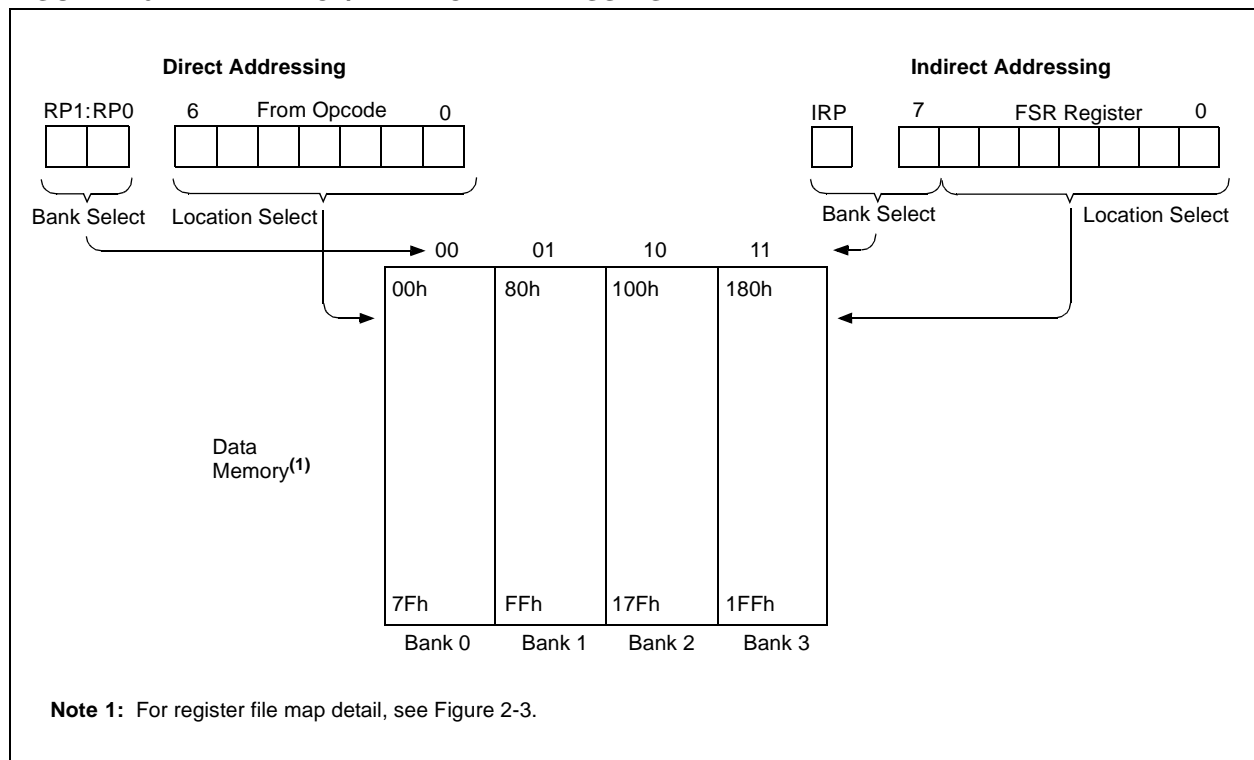 Direct Addressing
RP1:RP0 6 From Opcode 0
Bank Select Location Select
Indirect Addressing
IRP 7 FSR Register 0
Bank Select Location Select
00 01 10 11
00h 80h 100h 180h
Data
Memory(1)
7Fh FFh 17Fh 1FFh
Bank 0 Bank 1 Bank 2 Bank 3
Note 1: For register file map detail, see Figure 2-3.